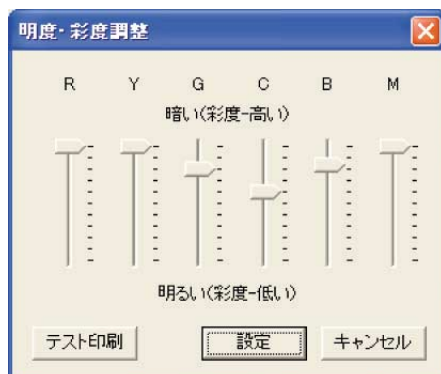 明度・彩度調整
R Y G C B M
暗い(彩度-高い)
明るい(彩度-低い)
テスト印刷 設定 キャンセル